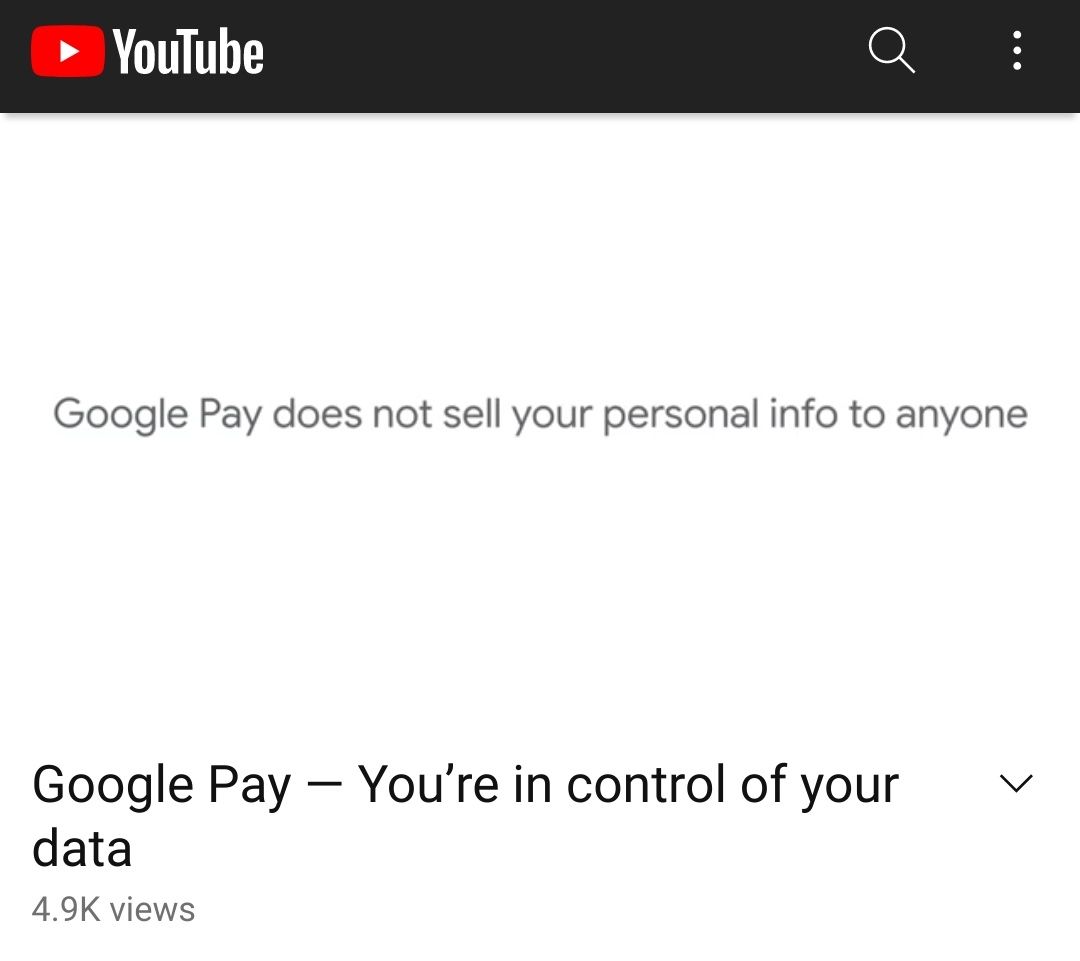 YouTube
Google Pay does not sell your personal info to anyone
Google Pay — You’re in control of your
data
4.9K views